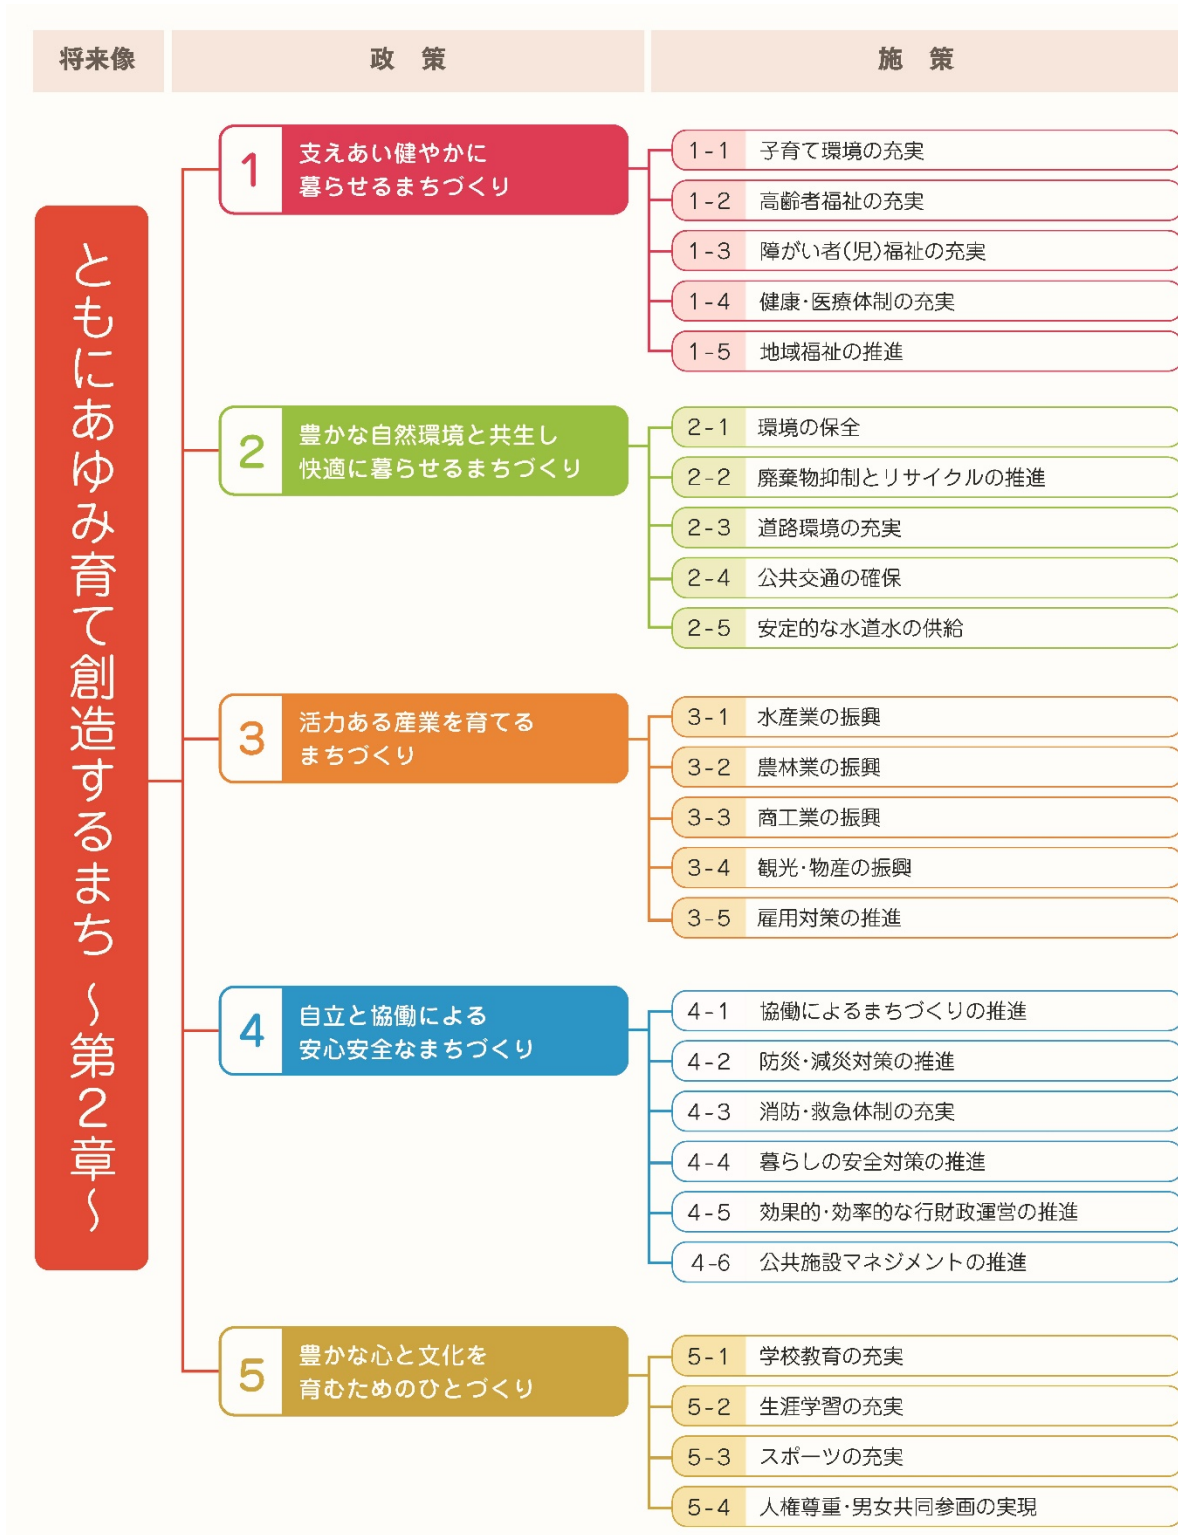 将来像
政 策
施 策
ともにあゆみ育て創造するまち ～第2章～
1
支えあい健やかに
暮らせるまちづくり
1-1 子育て環境の充実
1-2 高齢者福祉の充実
1-3 障がい者(児)福祉の充実
1-4 健康・医療体制の充実
1-5 地域福祉の推進
2
豊かな自然環境と共生し
快適に暮らせるまちづくり
2-1 環境の保全
2-2 廃棄物抑制とリサイクルの推進
2-3 道路環境の充実
2-4 公共交通の確保
2-5 安定的な水道水の供給
3
活力ある産業を育てる
まちづくり
3-1 水産業の振興
3-2 農林業の振興
3-3 商工業の振興
3-4 観光・物産の振興
3-5 雇用対策の推進
4
自立と協働による
安心安全なまちづくり
4-1 協働によるまちづくりの推進
4-2 防災・減災対策の推進
4-3 消防・救急体制の充実
4-4 暮らしの安全対策の推進
4-5 効果的・効率的な行財政運営の推進
4-6 公共施設マネジメントの推進
5
豊かな心と文化を
育むためのひとづくり
5-1 学校教育の充実
5-2 生涯学習の充実
5-3 スポーツの充実
5-4 人権尊重・男女共同参画の実現